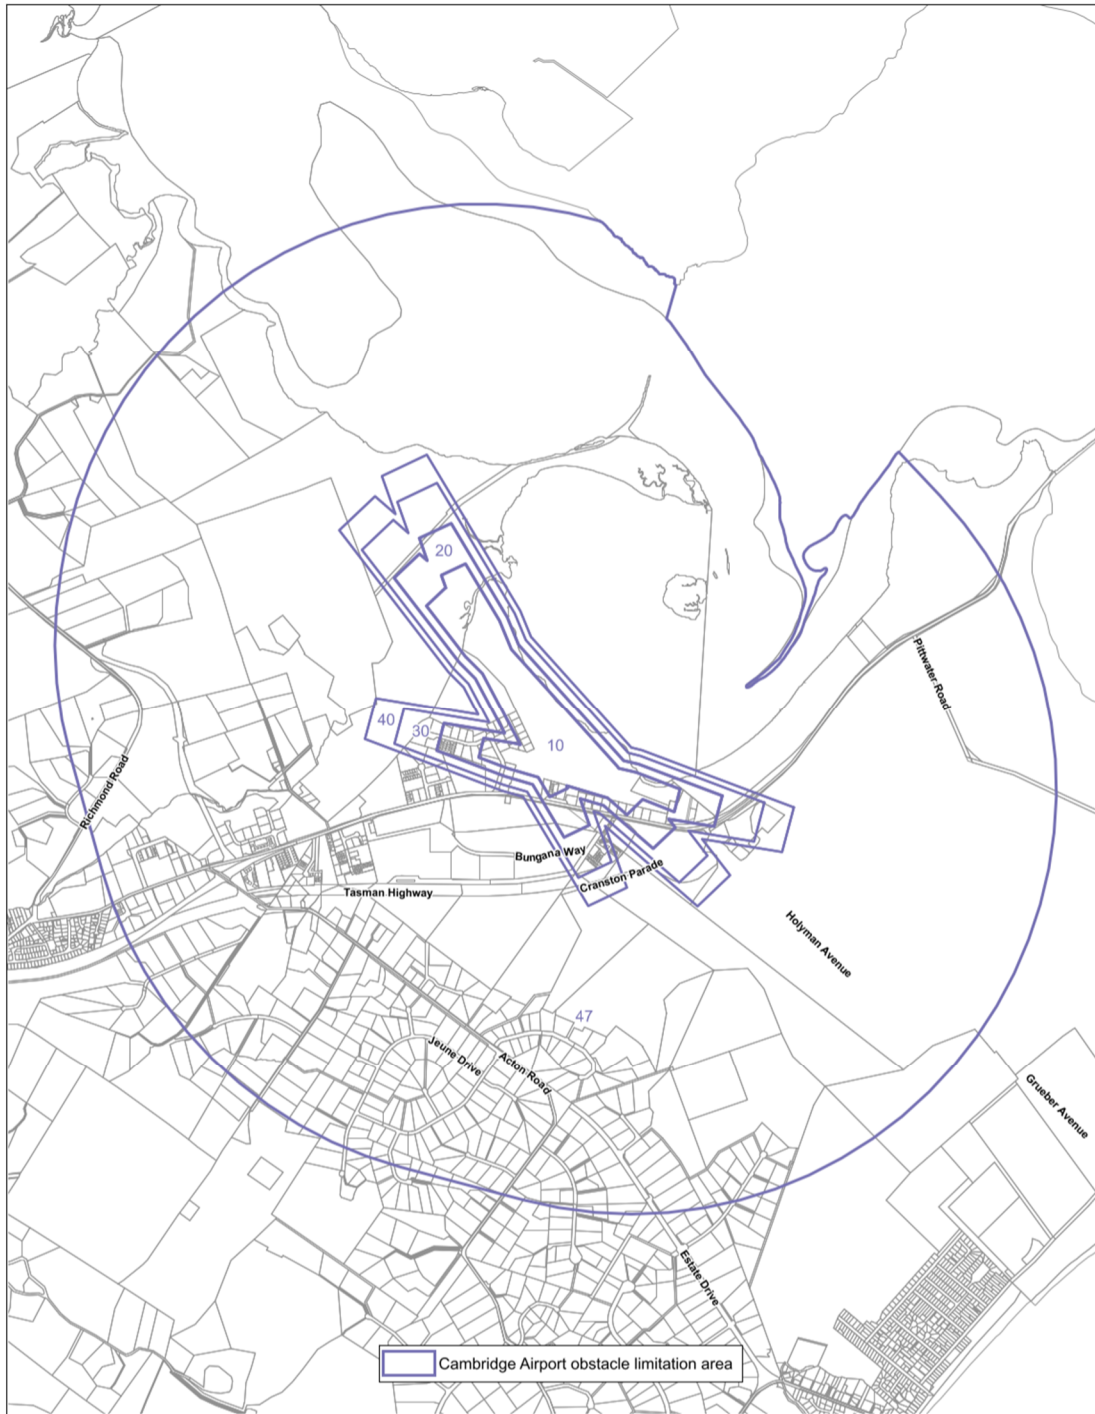 20
40
30
10
Pittwater Road
Richmond Road
Bungana Way
Cranston Parade
Tasman Highway
Holyman Avenue
47
Jeune Drive
Acton Road
Grueber Avenue
Estate Drive
Cambridge Airport obstacle limitation area